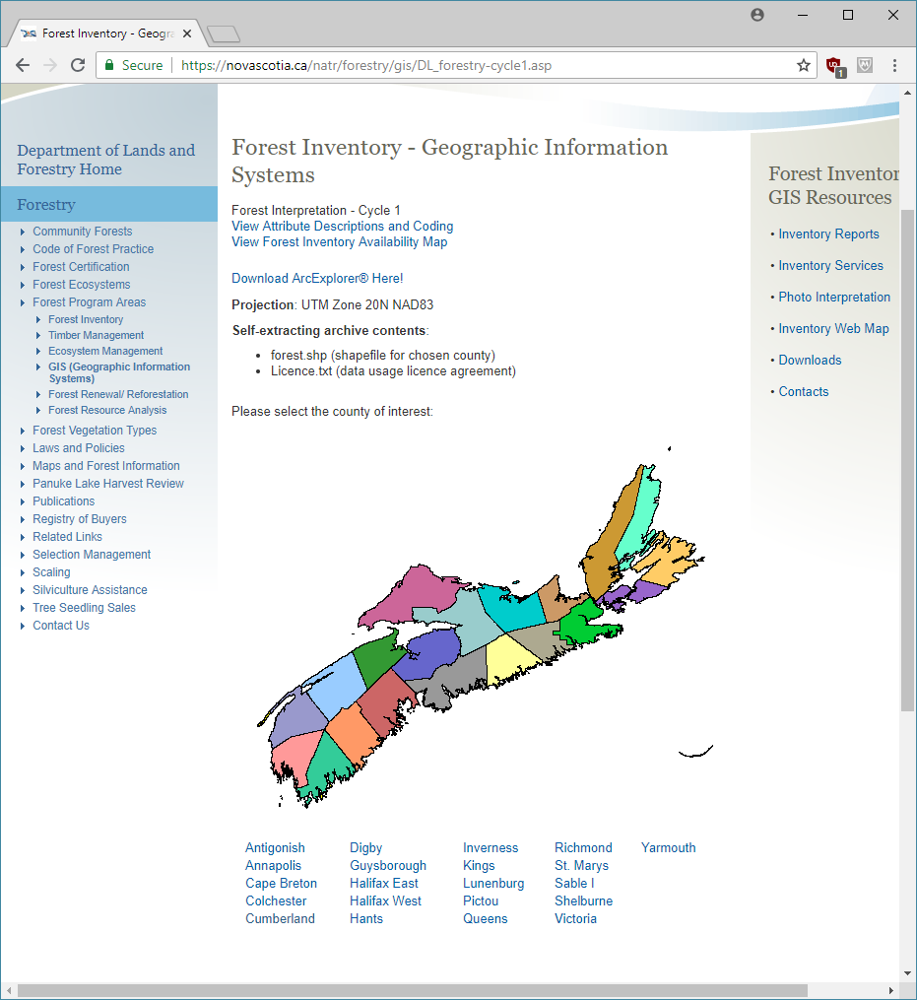 Forest Inventory - Geogra
Secure
https://novascotia.ca/natr/forestry/gis/DL_forestry-cycle1.asp
1
Department of Lands and
Forestry Home
Forestry
Community Forests
Code of Forest Practice
Forest Certification
Forest Ecosystems
Forest Program Areas
Forest Inventory
Timber Management
Ecosystem Management
GIS (Geographic Information
Systems)
Forest Renewal/ Reforestation
Forest Resource Analysis
Forest Vegetation Types
Laws and Policies
Maps and Forest Information
Panuke Lake Harvest Review
Publications
Registry of Buyers
Related Links
Selection Management
Scaling
Silviculture Assistance
Tree Seedling Sales
Contact Us
Forest Inventory - Geographic Information
Systems
Forest Interpretation - Cycle 1
View Attribute Descriptions and Coding
View Forest Inventory Availability Map
Download ArcExplorer® Here!
Projection: UTM Zone 20N NAD83
Self-extracting archive contents:
• forest.shp (shapefile for chosen county)
• Licence.txt (data usage licence agreement)
Please select the county of interest:
Antigonish Digby Inverness Richmond Yarmouth
Annapolis Guysborough Kings St. Marys
Cape Breton Halifax East Lunenburg Sable I
Colchester Halifax West Pictou Shelburne
Cumberland Hants Queens Victoria
Forest Inventor
GIS Resources
• Inventory Reports
• Inventory Services
• Photo Interpretation
• Inventory Web Map
• Downloads
• Contacts